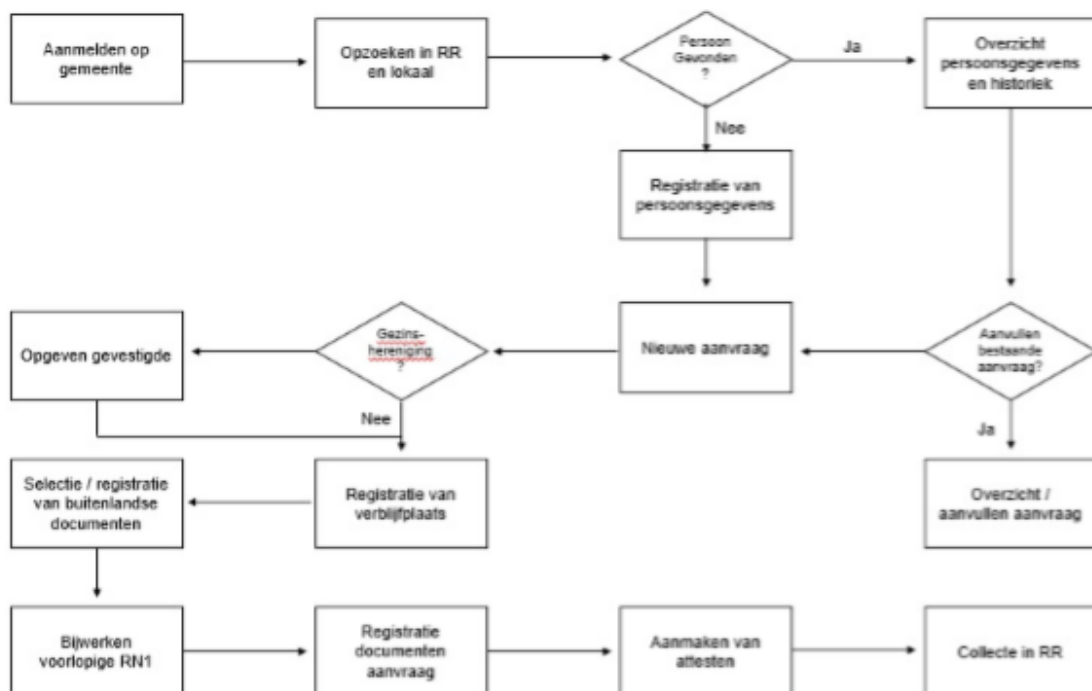 Aanmelden op
gemeente
Opzoeken in RR
en lokaal
Persoon
Gevonden
?
Ja
Overzicht
persoonsgegevens
en historiek
Nee
Registratie van
persoonsgegevens
Opgeven gevestigde
Gezins-
hereniging
?
Nieuwe aanvraag
Aanvullen
bestaande
aanvraag?
Nee
Ja
Selectie / registratie
van buitenlandse
documenten
Registratie van
verblijfplaats
Overzicht /
aanvullen aanvraag
Bijwerken
voorlopige RN1
Registratie
documenten
aanvraag
Aanmaken van
attesten
Collecte in RR